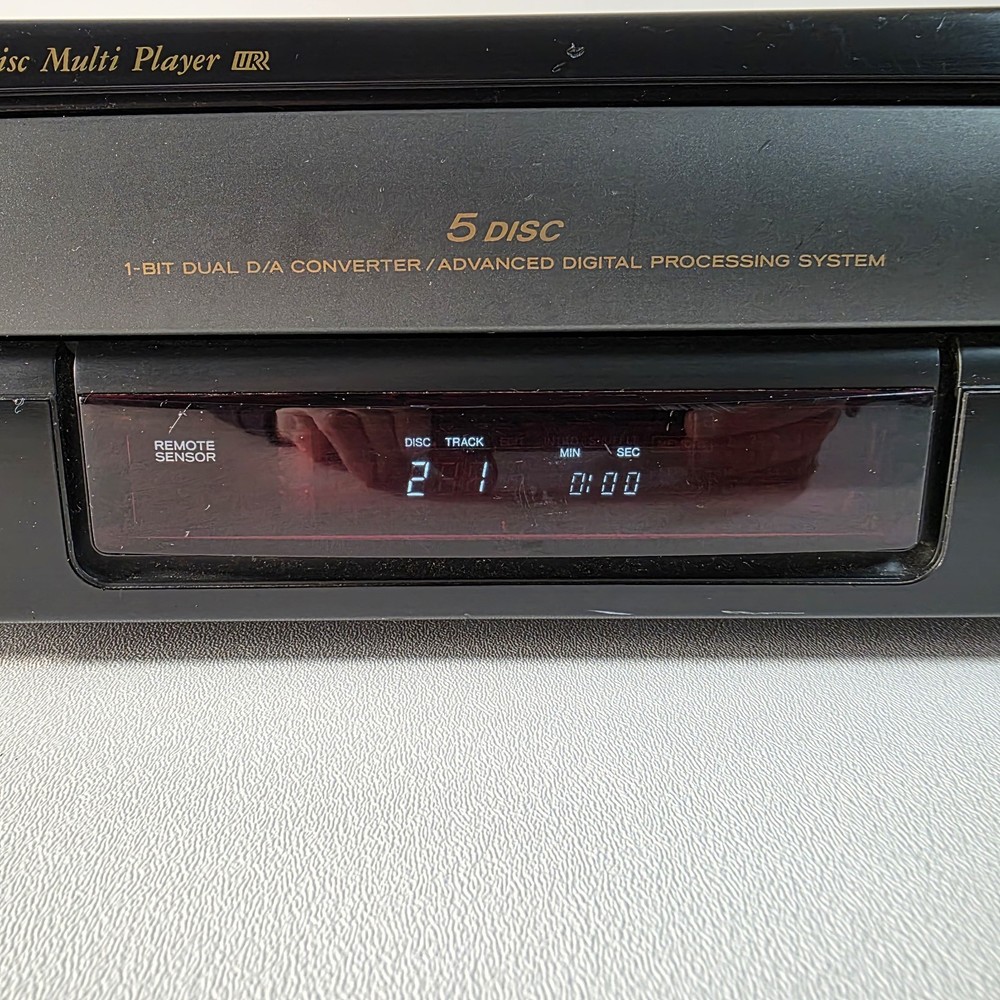 isc Multi Player
5 DISC
1-BIT DUAL D/A CONVERTER/ADVANCED DIGITAL PROCESSING SYSTEM
REMOTE
SENSOR
DISC TRACK
MIN SEC
2 1 0:00